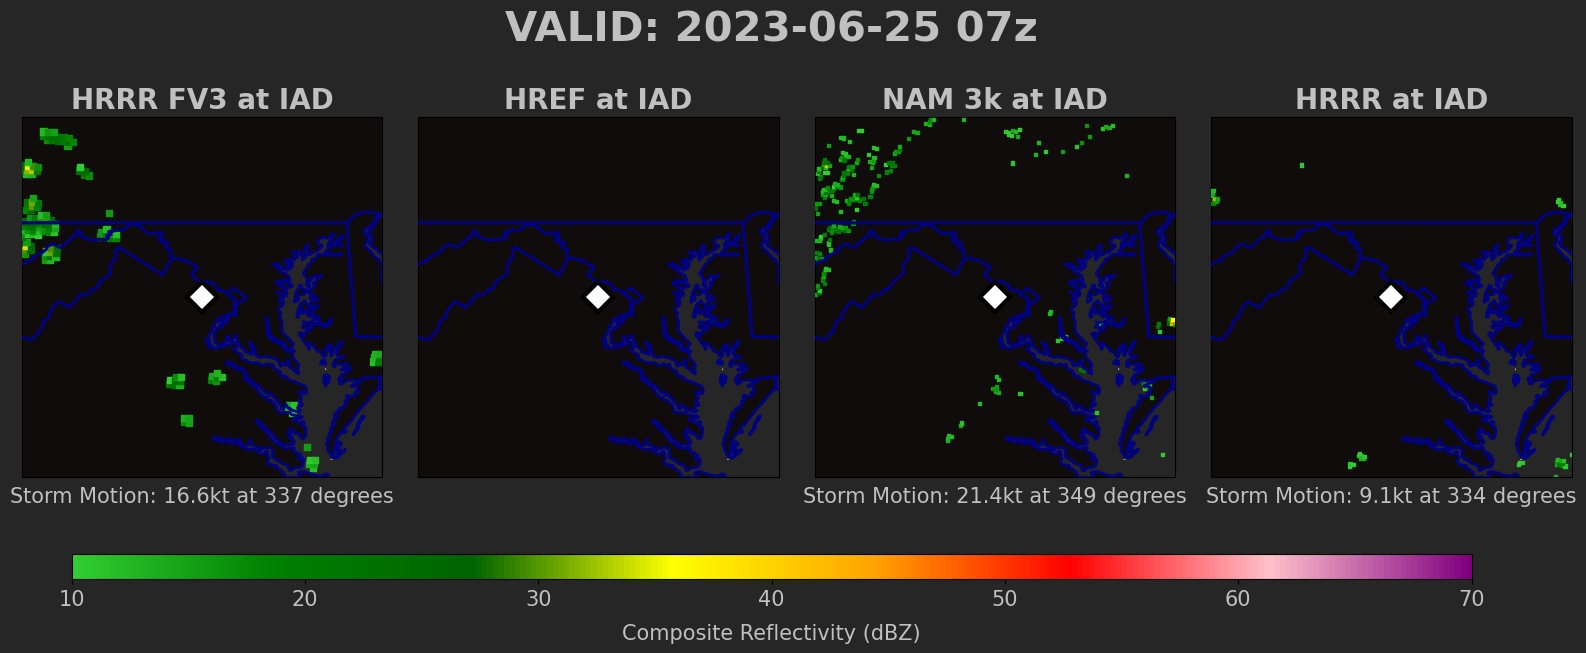 VALID: 2023-06-25 07z
HRRR FV3 at IAD
HREF at IAD
NAM 3k at IAD
HRRR at IAD
Storm Motion: 16.6kt at 337 degrees
Storm Motion: 21.4kt at 349 degrees
Storm Motion: 9.1kt at 334 degrees
10 20 30 40 50 60 70
Composite Reflectivity (dBZ)